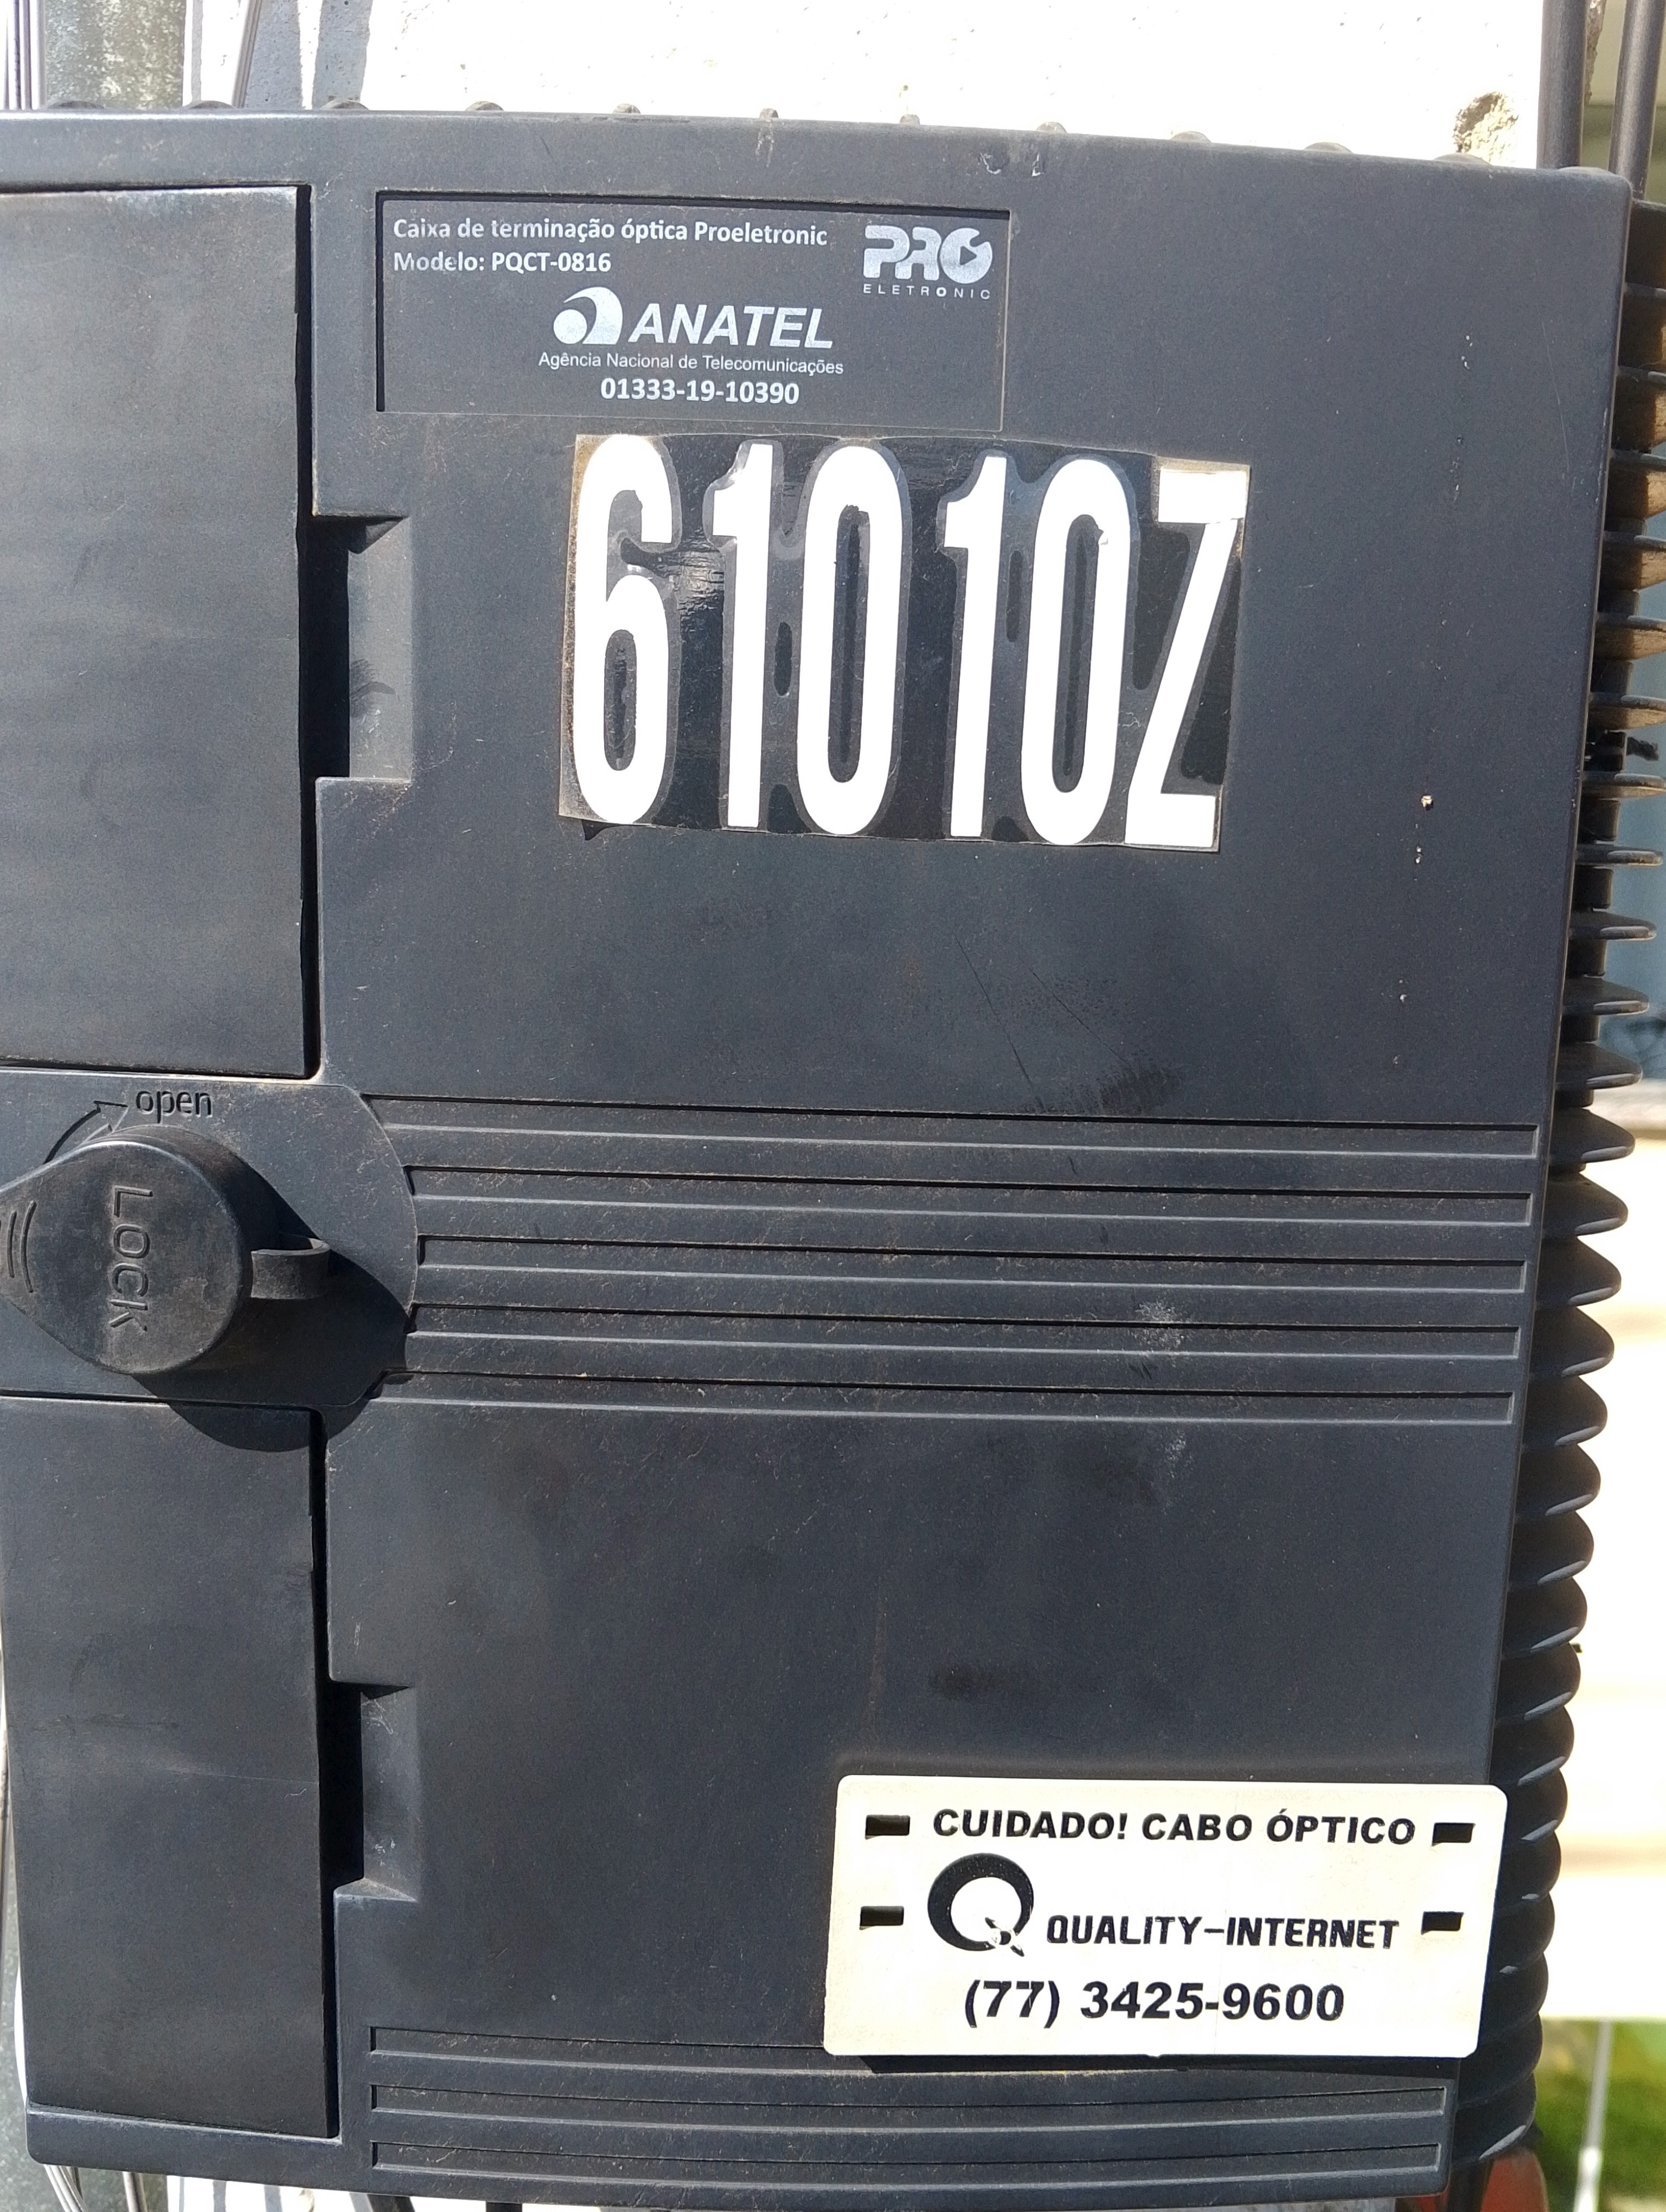 Caixa de terminação óptica Proeletronic
Modelo: PQCT-0816
PRO
ELETRONIC
ANATEL
Agência Nacional de Telecomunicações
01333-19-10390
61010Z
open
LOCK
CUIDADO! CABO ÓPTICO
QUALITY-INTERNET
(77) 3425-9600